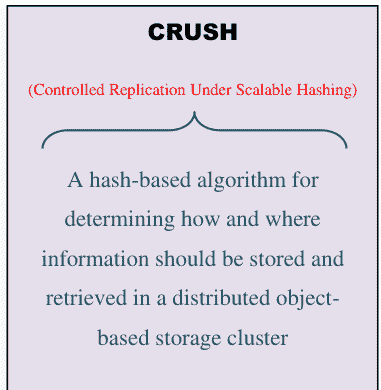 CRUSH
(Controlled Replication Under Scalable Hashing)
A hash-based algorithm for
determining how and where
information should be stored and
retrieved in a distributed object-
based storage cluster